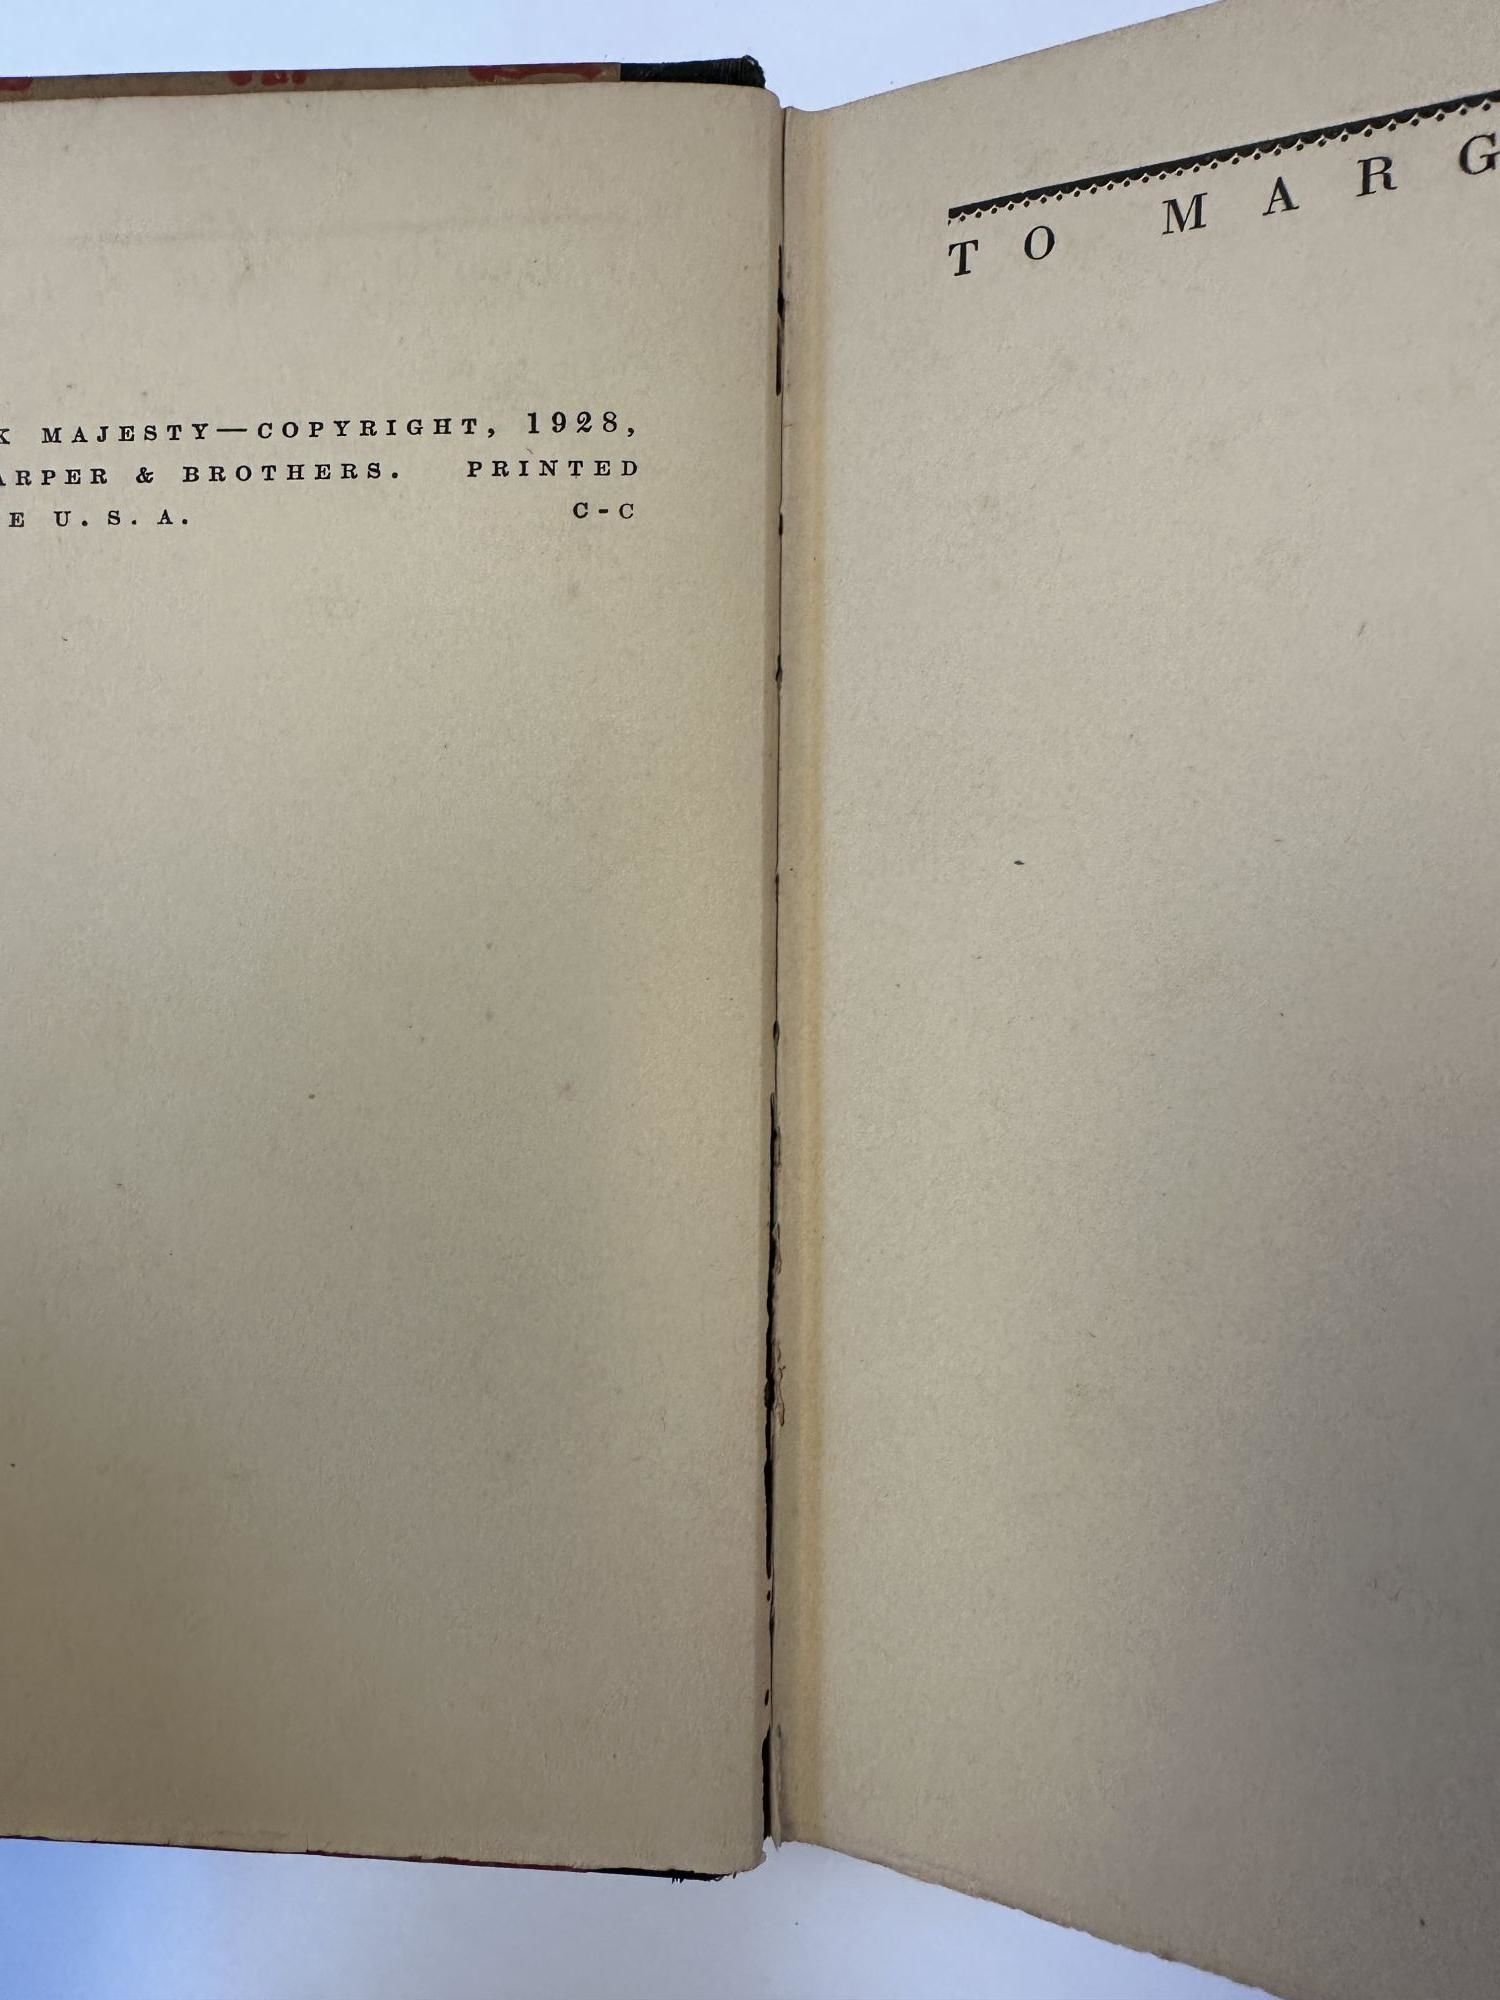 K MAJESTY—COPYRIGHT, 1928,
ARPER & BROTHERS. PRINTED
E U. S. A. C-C
TO MARG